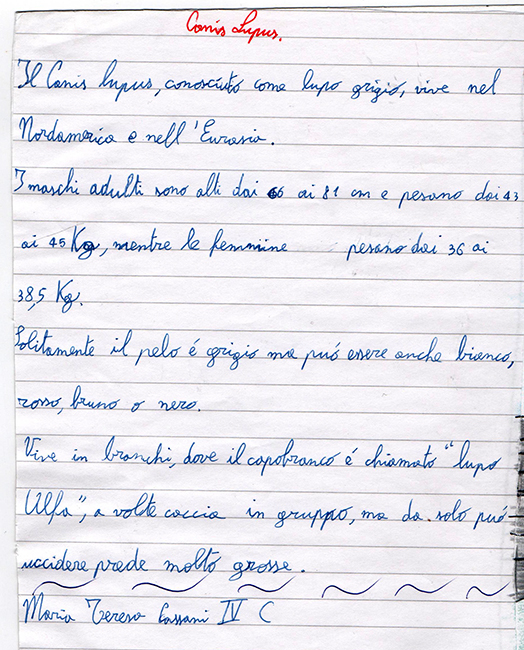 Canis Lupus.
Il Canis lupus, conosciuto come lupo grigio, vive nel
Nordamerica e nell'Eurasia.
I maschi adulti sono alti dai 66 ai 81 cm e pesano dai 43
ai 45 Kg, mentre le femmine pesano dai 36 ai
38,5 Kg.
Solitamente il pelo é grigio ma puó essere anche bianco,
rosso, bruno o nero.
Vive in branchi, dove il capobranco é chiamato "lupo
Alfa", a volte caccia in gruppo, ma da solo puó
uccidere prede molto grosse.
Maria Teresa Cassani IV C